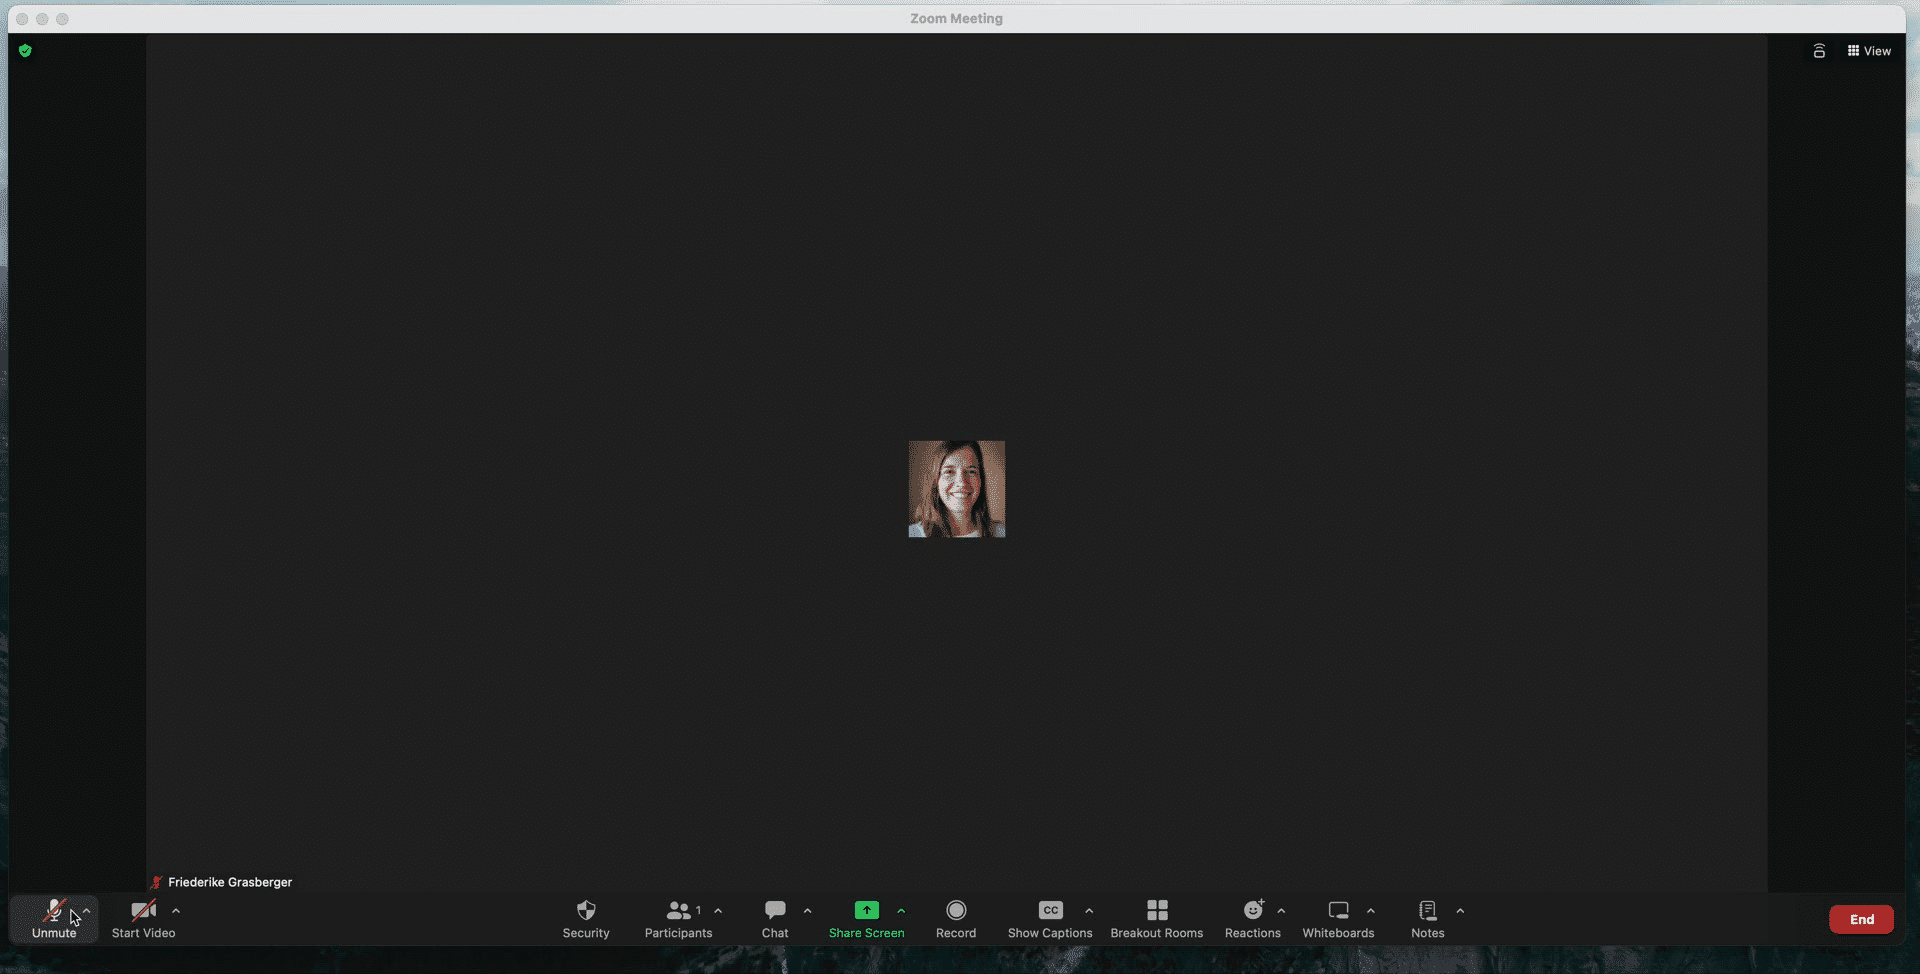 Zoom Meeting
View
Friederike Grasberger
Unmute
Start Video
Security
1
Participants
Chat
Share Screen
Record
CC
Show Captions
Breakout Rooms
Reactions
Whiteboards
Notes
End